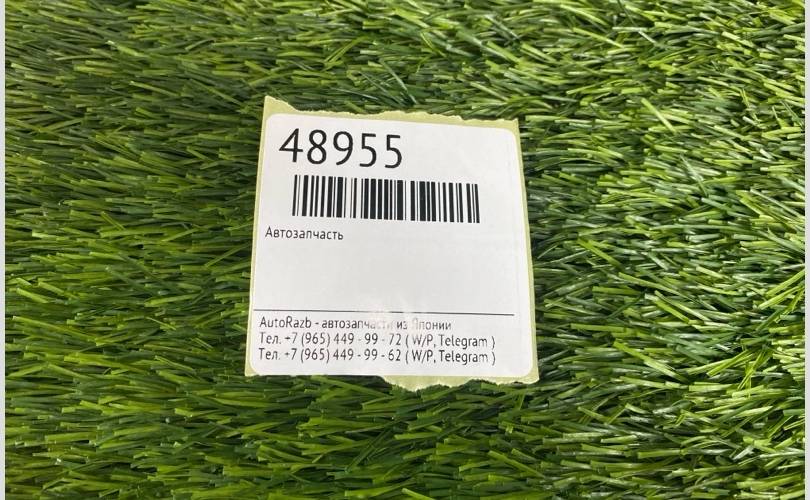 48955
Автозапчасть
AutoRazb - автозапчасти из Японии
Тел. +7 (965) 449 - 99 - 72 ( W/P, Telegram )
Тел. +7 (965) 449 - 99 - 62 ( W/P, Telegram )